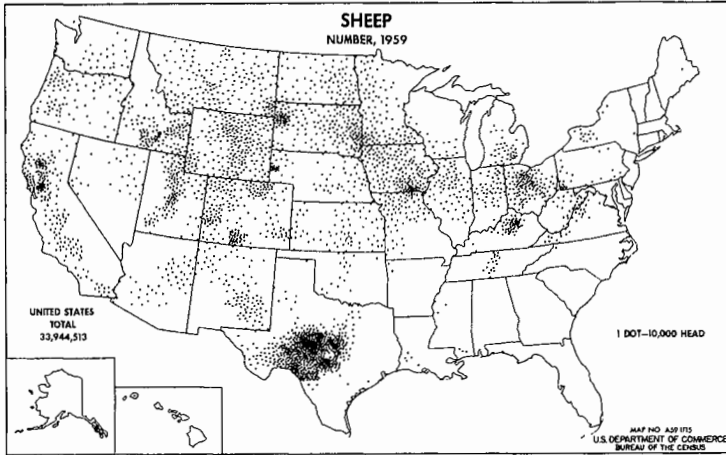 SHEEP
NUMBER, 1959
UNITED STATES
TOTAL
33,944,513
1 DOT—10,000 HEAD
MAP NO A59 1715
U.S. DEPARTMENT OF COMMERCE
BUREAU OF THE CENSUS